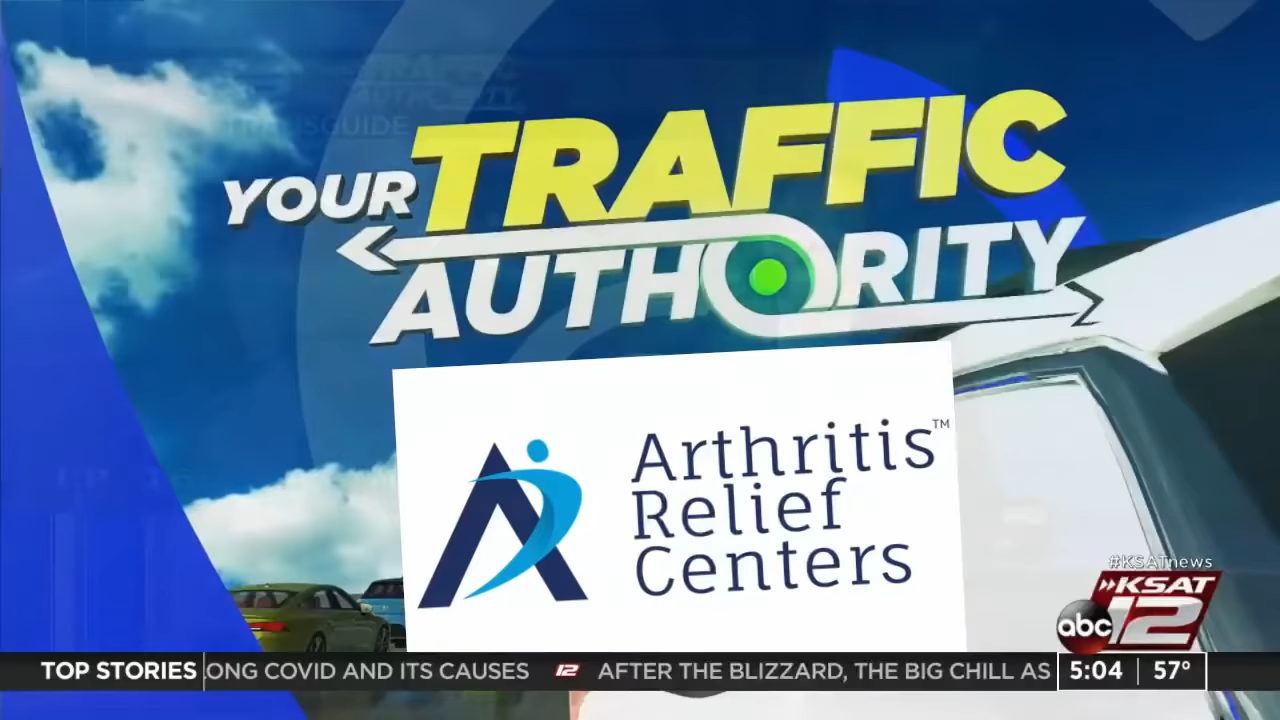 YOUR TRAFFIC
AUTHORITY
Arthritis™
Relief
Centers
#KSATnews
KSAT
abc 12
TOP STORIES ONG COVID AND ITS CAUSES 12 AFTER THE BLIZZARD, THE BIG CHILL AS 5:04 57°